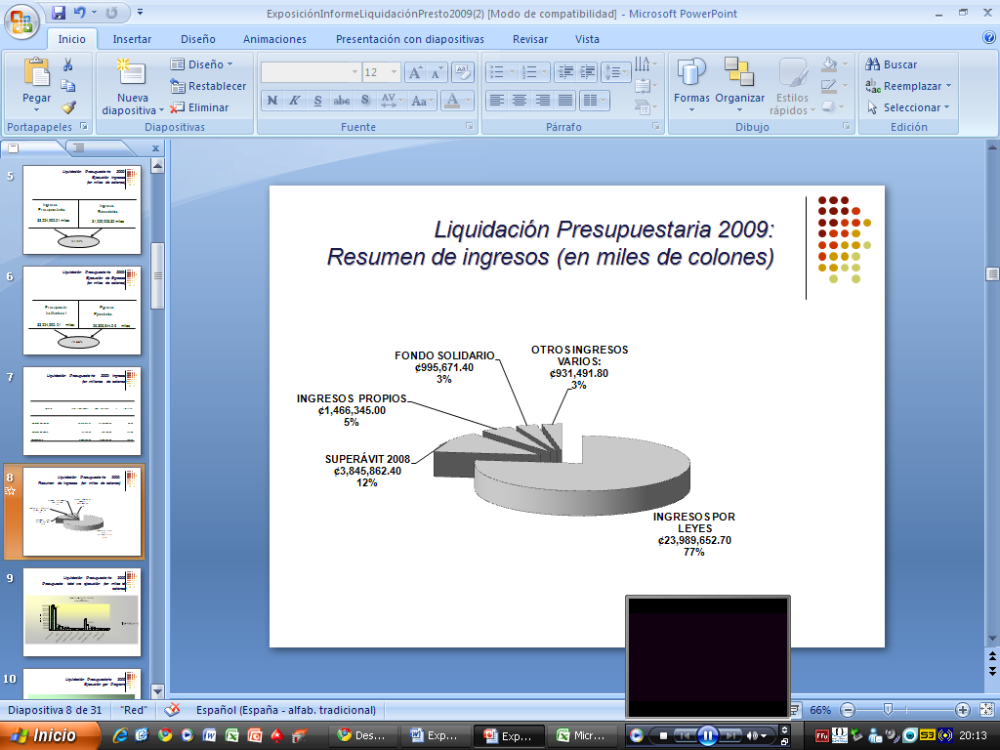 ExposiciónInformeLiquidaciónPresto2009(2) [Modo de compatibilidad] - Microsoft PowerPoint
Inicio Insertar Diseño Animaciones Presentación con diapositivas Revisar Vista
Pegar
Portapapeles
Nueva diapositiva
Diseño
Restablecer
Eliminar
Diapositivas
12
N K S abc S AV Aa A
Fuente
Párrafo
Formas Organizar Estilos rápidos
Dibujo
Buscar
Reemplazar
Seleccionar
Edición
5
6
7
8
9
10
Liquidación Presupuestaria 2009:
Resumen de ingresos (en miles de colones)
FONDO SOLIDARIO
¢995,671.40
3%
OTROS INGRESOS
VARIOS:
¢931,491.80
3%
INGRESOS PROPIOS
¢1,466,345.00
5%
SUPERÁVIT 2008
¢3,845,862.40
12%
INGRESOS POR
LEYES
¢23,989,652.70
77%
Diapositiva 8 de 31 "Red" Español (España - alfab. tradicional) 66%
Inicio Des... Exp... Exp... Micr... 20:13